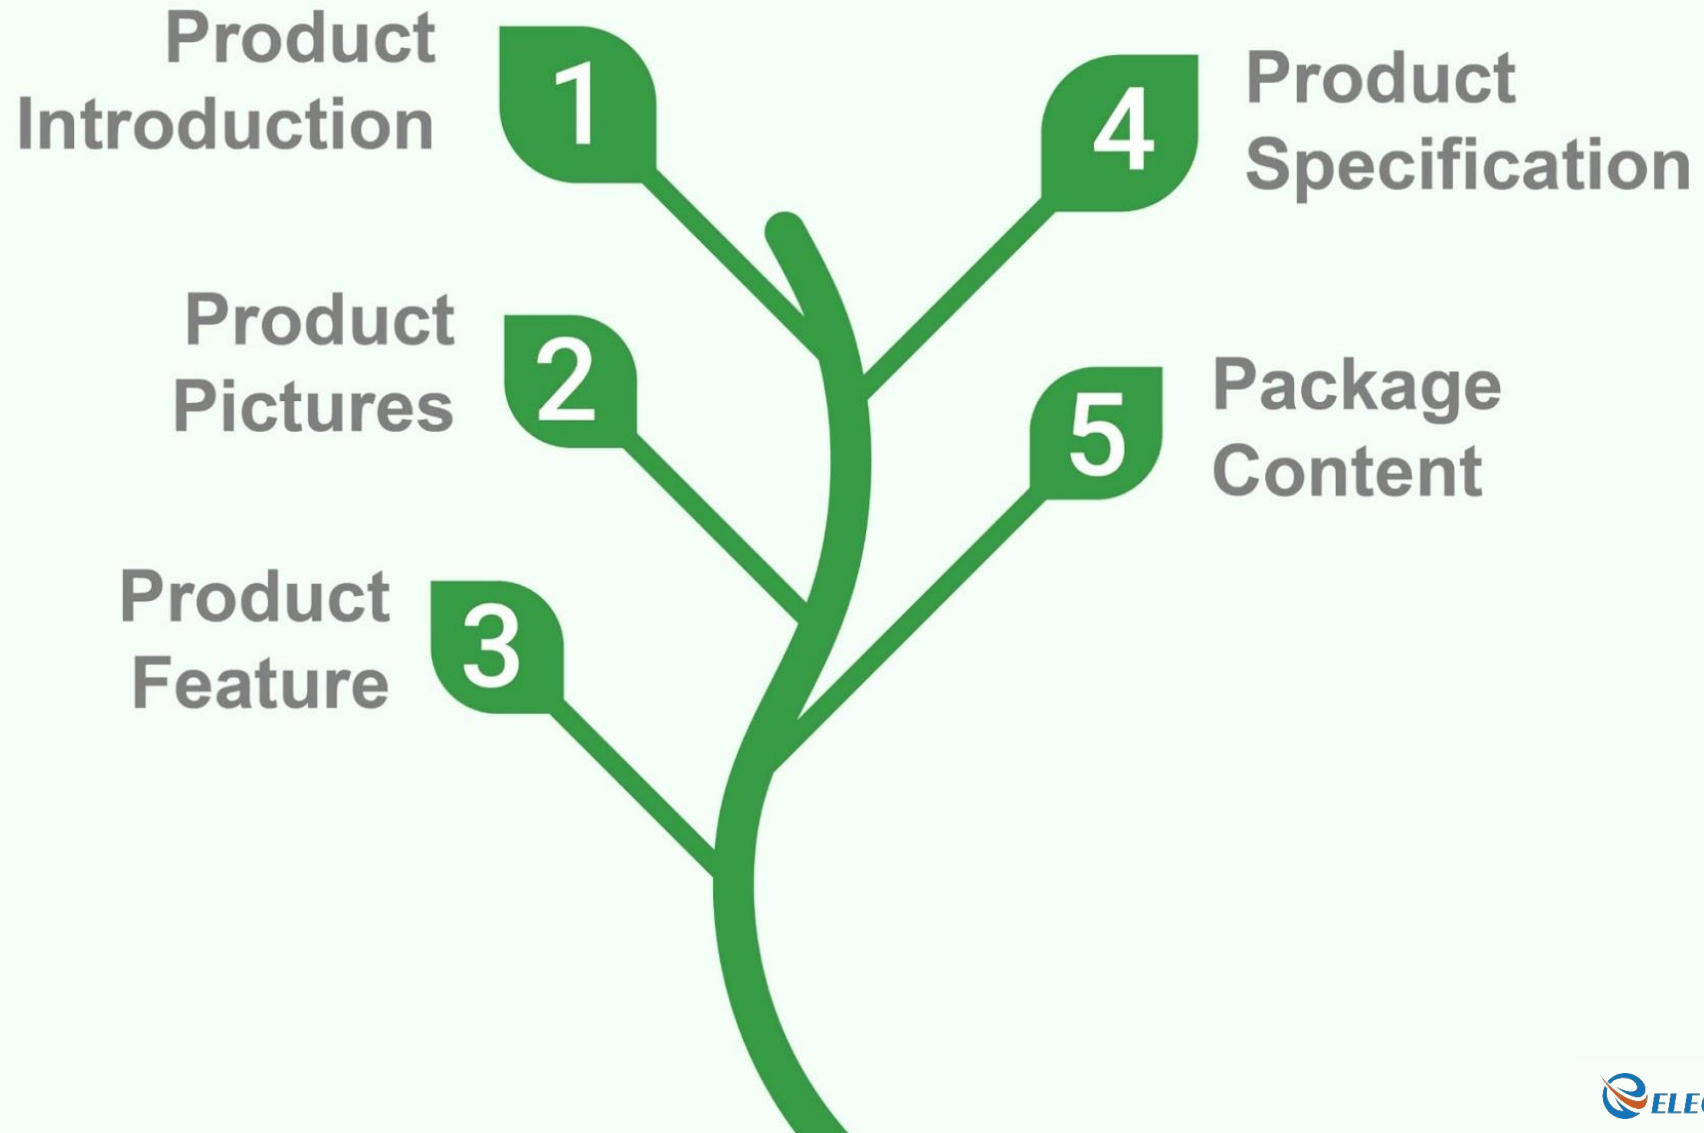 1
Product
Introduction
2
Product
Pictures
3
Product
Feature
4
Product
Specification
5
Package
Content